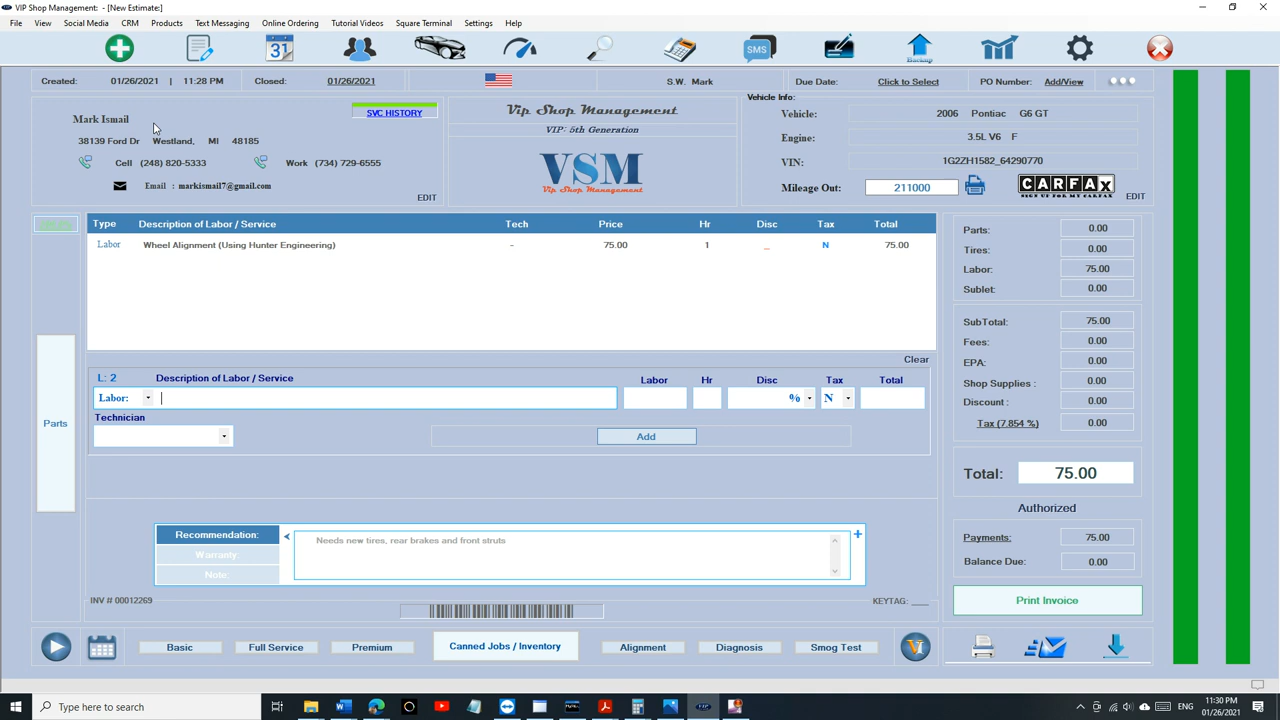 VIP Shop Management: - [New Estimate:]
File View Social Media CRM Products Text Messaging Online Ordering Tutorial Videos Square Terminal Settings Help
31 SMS Backup
Created: 01/26/2021 | 11:28 PM Closed: 01/26/2021 S.W. Mark Due Date: Click to Select PO Number: Add/View
Mark Ismail
38139 Ford Dr Westland, MI 48185
Cell (248) 820-5333 Work (734) 729-6555
Email : markismail7@gmail.com
EDIT
SVC HISTORY
Vip Shop Management
VIP: 5th Generation
VSM
Vip Shop Management
Vehicle Info:
Vehicle: 2006 Pontiac G6 GT
Engine: 3.5L V6 F
VIN: 1G2ZH1582_64290770
Mileage Out: 211000
CARFAX
SIGN UP FOR MY CARFAX
EDIT
Type Description of Labor / Service Tech Price Hr Disc Tax Total
Labor Wheel Alignment (Using Hunter Engineering) - 75.00 1 _ N 75.00
Clear
L: 2 Description of Labor / Service Labor Hr Disc Tax Total
Labor: % N
Technician
Add
Parts
Recommendation: < Needs new tires, rear brakes and front struts +
Warranty:
Note:
INV # 00012269 KEYTAG: ___
Parts: 0.00
Tires: 0.00
Labor: 75.00
Sublet: 0.00
SubTotal: 75.00
Fees: 0.00
EPA: 0.00
Shop Supplies : 0.00
Discount : 0.00
Tax (7.854 %) 0.00
Total: 75.00
Authorized
Payments: 75.00
Balance Due: 0.00
Print Invoice
Basic Full Service Premium Canned Jobs / Inventory Alignment Diagnosis Smog Test
Type here to search
ENG 11:30 PM
01/26/2021